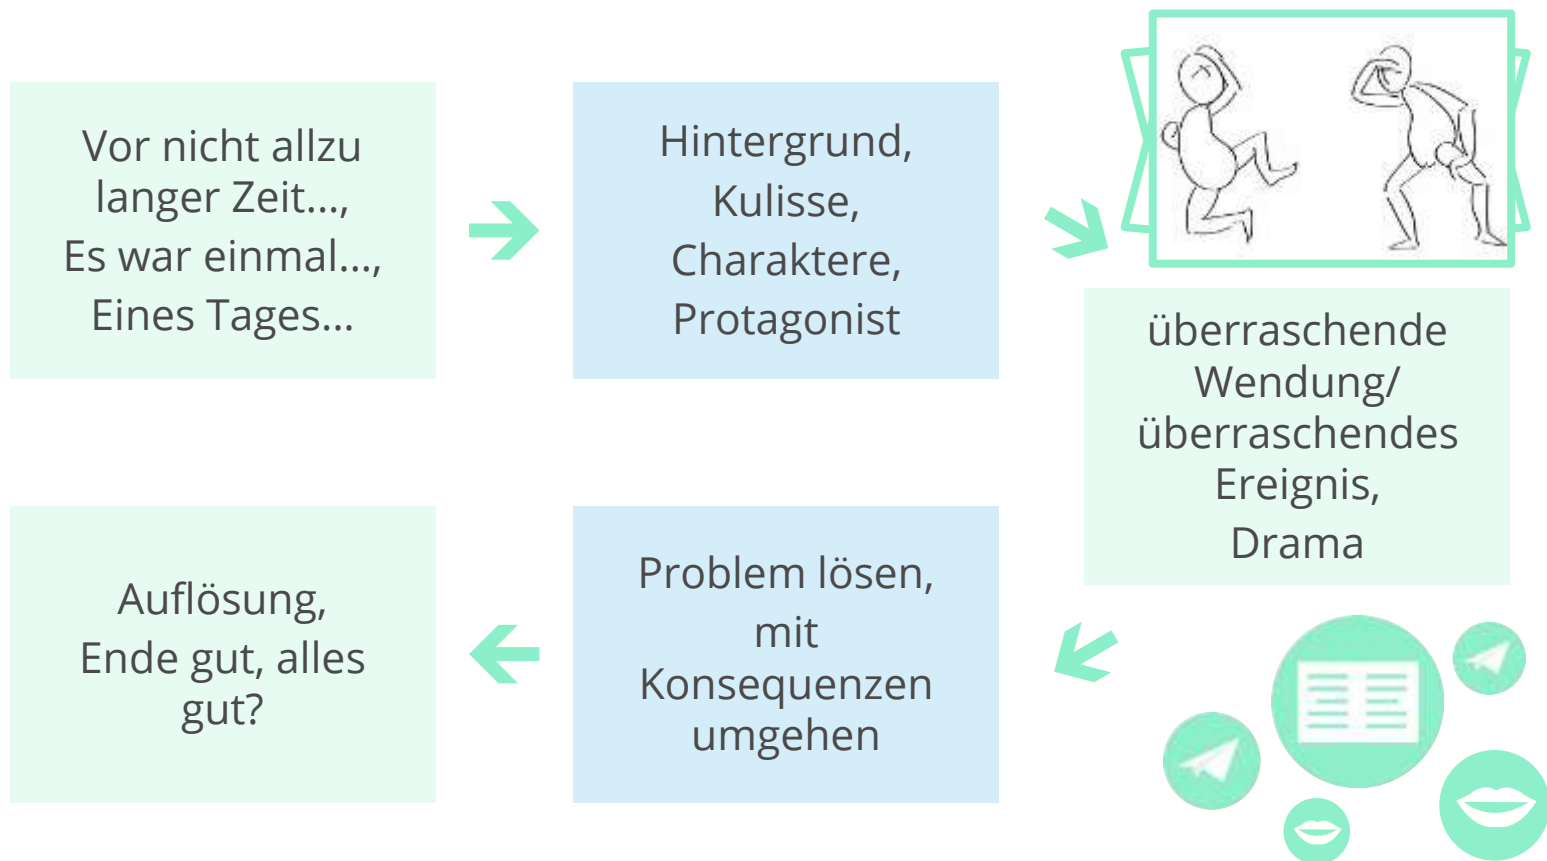 Vor nicht allzu
langer Zeit...,
Es war einmal...,
Eines Tages...
Hintergrund,
Kulisse,
Charaktere,
Protagonist
überraschende
Wendung/
überraschendes
Ereignis,
Drama
Problem lösen,
mit
Konsequenzen
umgehen
Auflösung,
Ende gut, alles
gut?